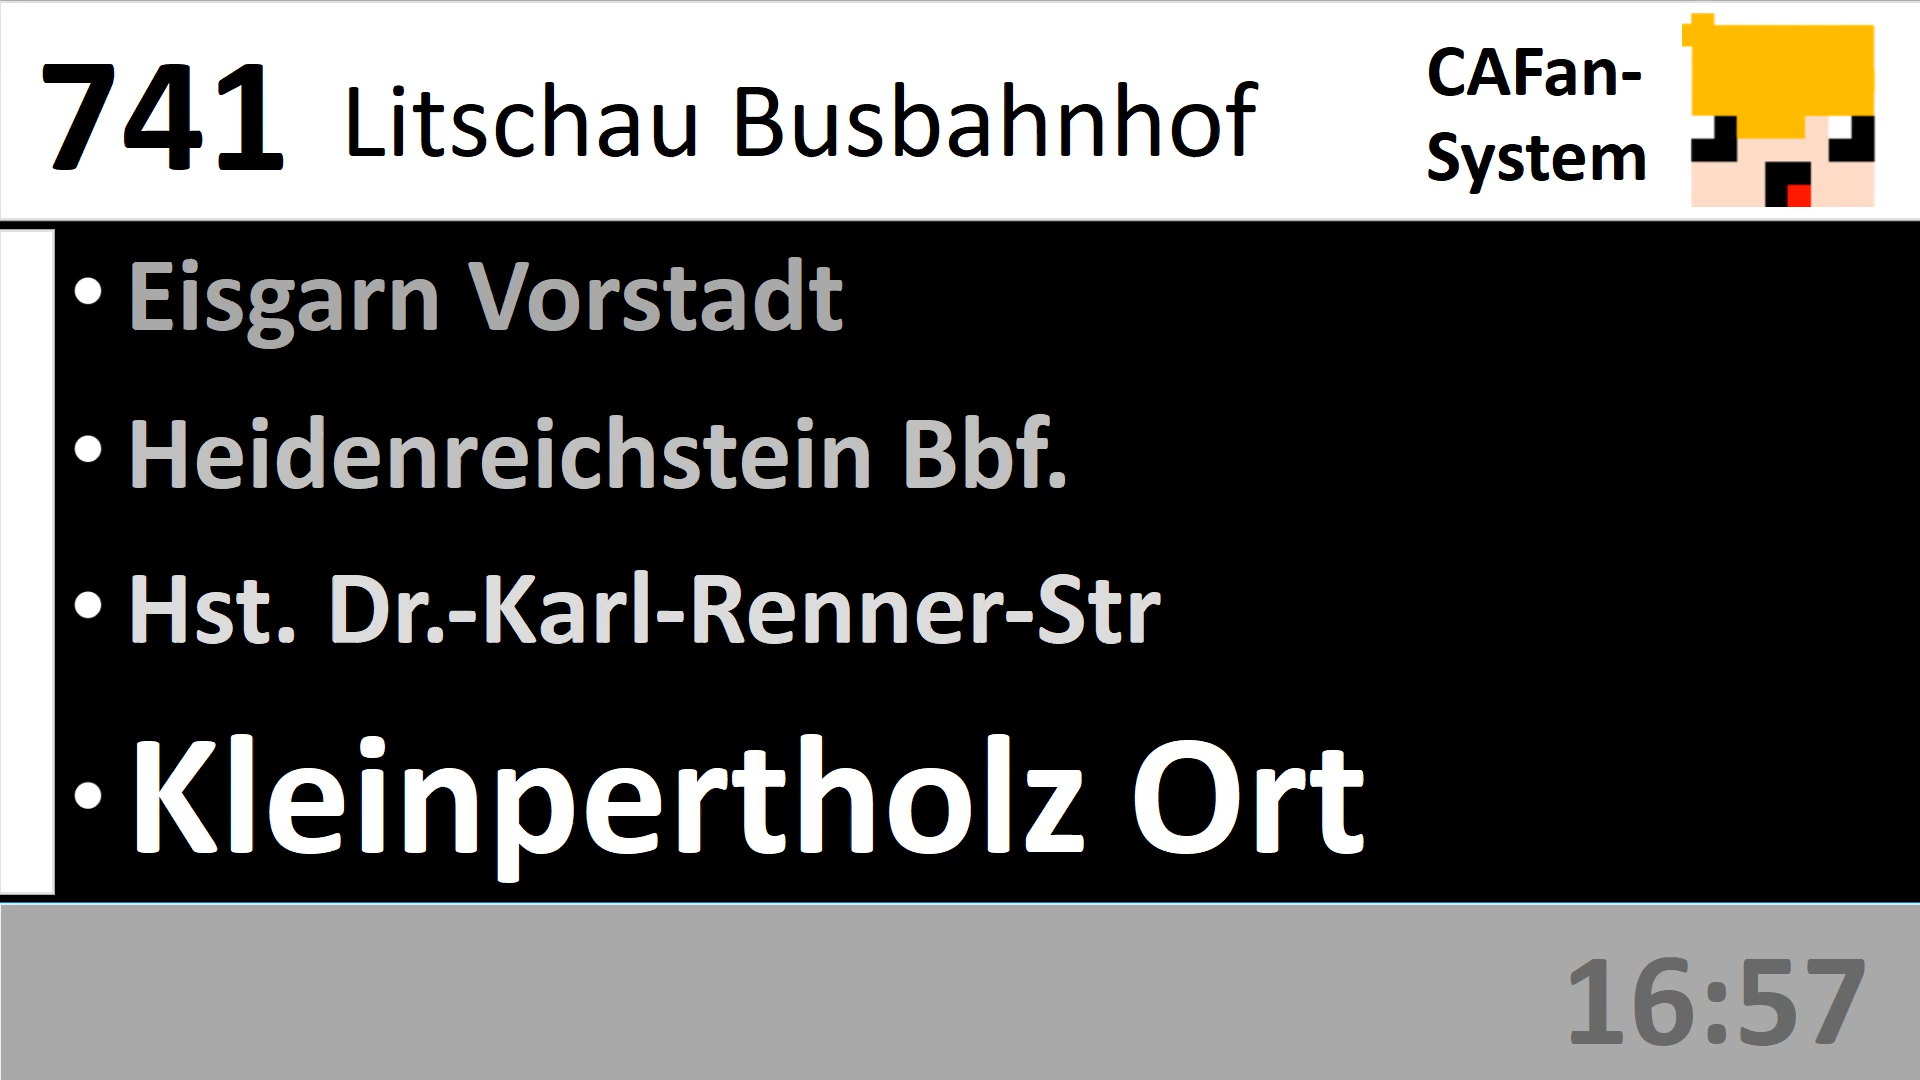 741 Litschau Busbahnhof
CAFan-
System
• Eisgarn Vorstadt
• Heidenreichstein Bbf.
• Hst. Dr.-Karl-Renner-Str
• Kleinpertholz Ort
16:57